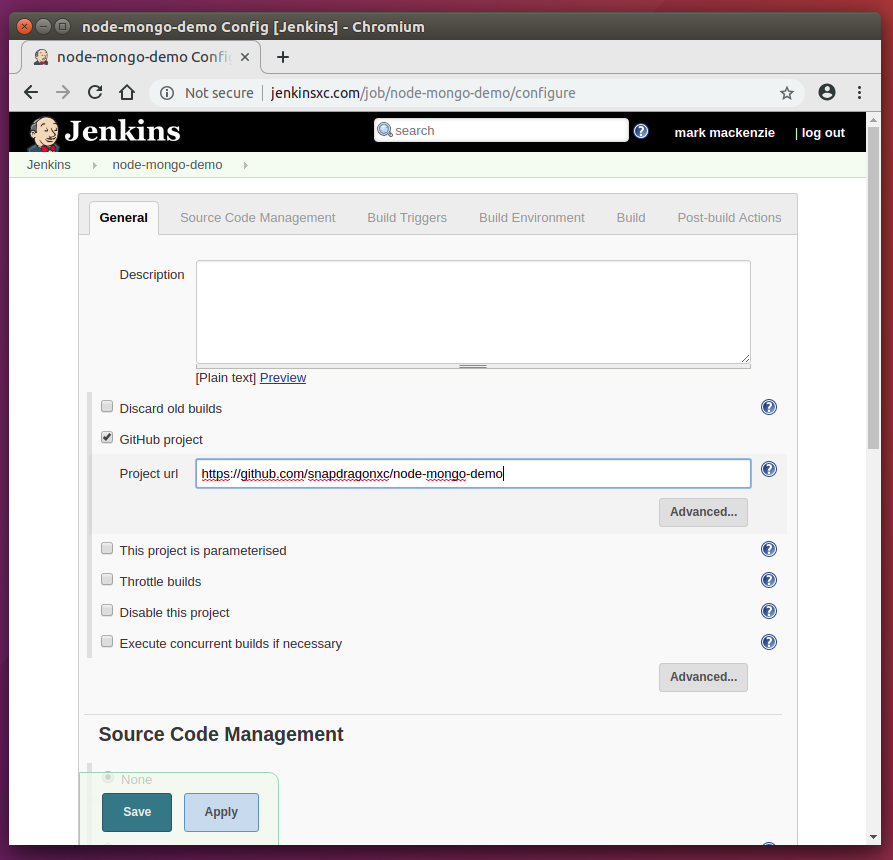 node-mongo-demo Config [Jenkins] - Chromium
node-mongo-demo Config
Not secure | jenkinsxc.com/job/node-mongo-demo/configure
Jenkins search mark mackenzie | log out
Jenkins node-mongo-demo
General Source Code Management Build Triggers Build Environment Build Post-build Actions
Description
[Plain text] Preview
Discard old builds
GitHub project
Project url https://github.com/snapdragonxc/node-mongo-demo
Advanced...
This project is parameterised
Throttle builds
Disable this project
Execute concurrent builds if necessary
Advanced...
Source Code Management
None
Save Apply